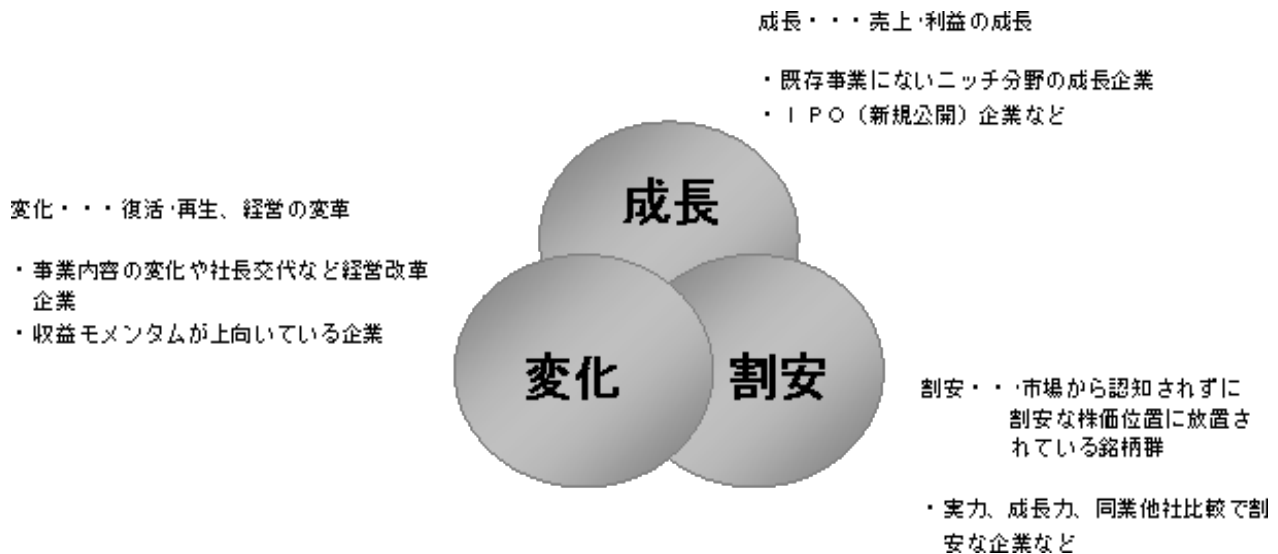 成長・・・売上･利益の成長
・既存事業にないニッチ分野の成長企業
・ＩＰＯ（新規公開）企業など
成長
変化・・・復活･再生、経営の変革
・事業内容の変化や社長交代など経営改革
企業
・収益モメンタムが上向いている企業
変化
割安
割安・・・市場から認知されずに
割安な株価位置に放置さ
れている銘柄群
・実力、成長力、同業他社比較で割
安な企業など